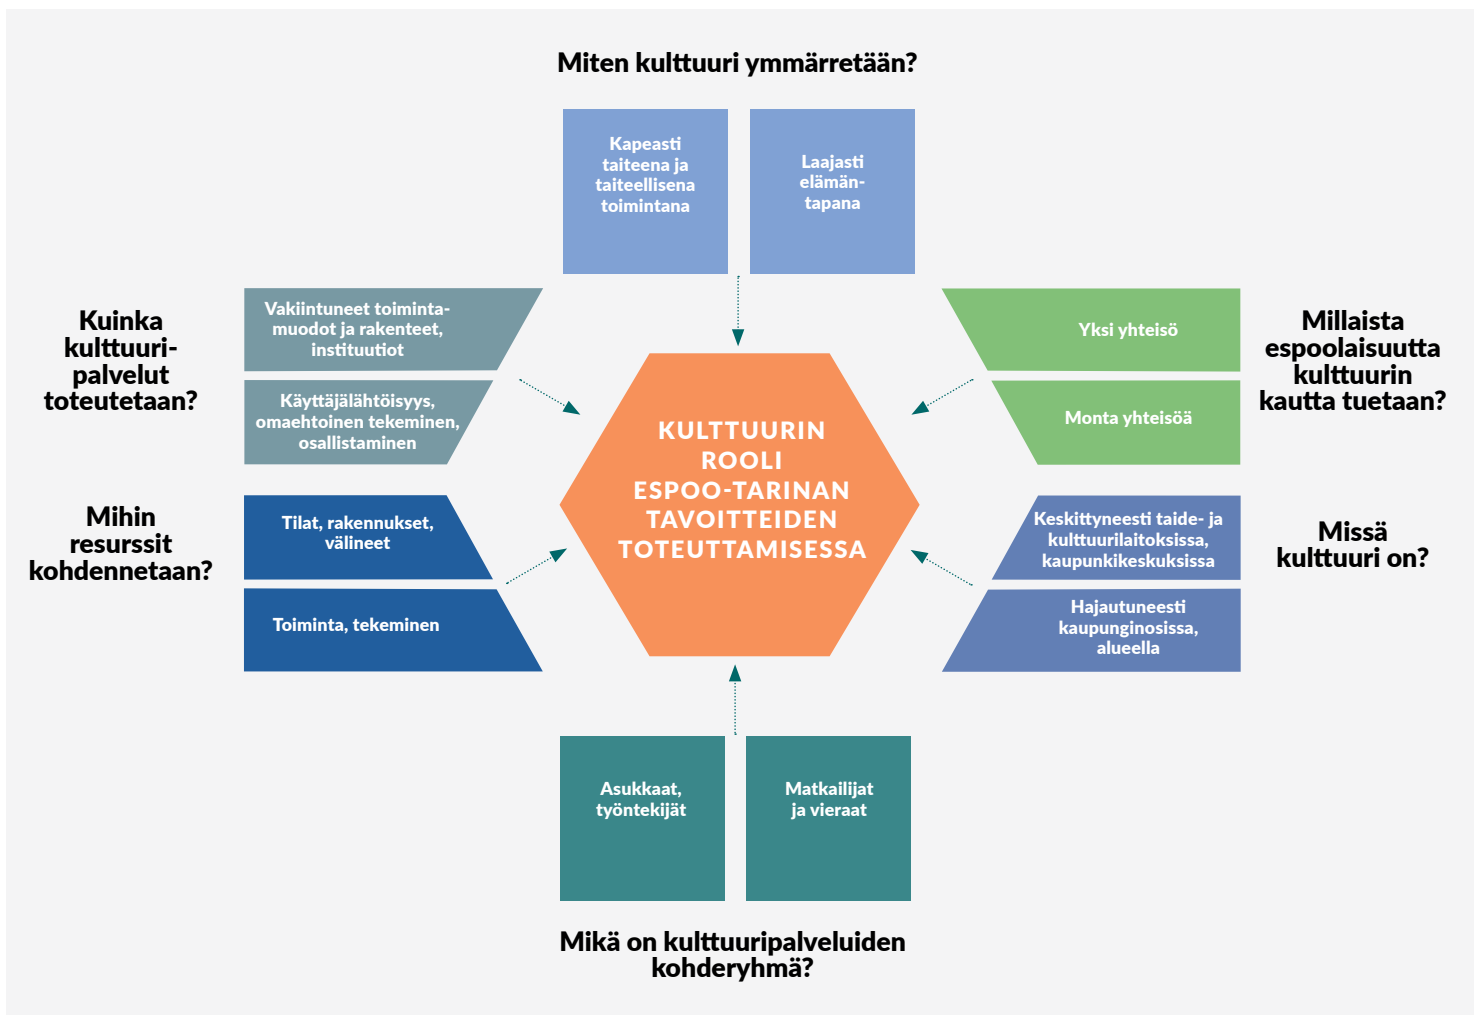 Miten kulttuuri ymmärretään?
Kapeasti
taiteena ja
taiteellisena
toimintana
Laajasti
elämän-
tapana
Kuinka
kulttuuri-
palvelut
toteutetaan?
Vakiintuneet toiminta-
muodot ja rakenteet,
instituutiot
Käyttäjälähtöisyys,
omaehtoinen tekeminen,
osallistaminen
Yksi yhteisö
Monta yhteisöä
Millaista
espoolaisuutta
kulttuurin
kautta tuetaan?
KULTTUURIN
ROOLI
ESPOO-TARINAN
TAVOITTEIDEN
TOTEUTTAMISESSA
Mihin
resurssit
kohdennetaan?
Tilat, rakennukset,
välineet
Toiminta, tekeminen
Keskittyneesti taide- ja
kulttuurilaitoksissa,
kaupunkikeskuksissa
Hajautuneesti
kaupunginosissa,
alueella
Missä
kulttuuri on?
Asukkaat,
työntekijät
Matkailijat
ja vieraat
Mikä on kulttuuripalveluiden
kohderyhmä?